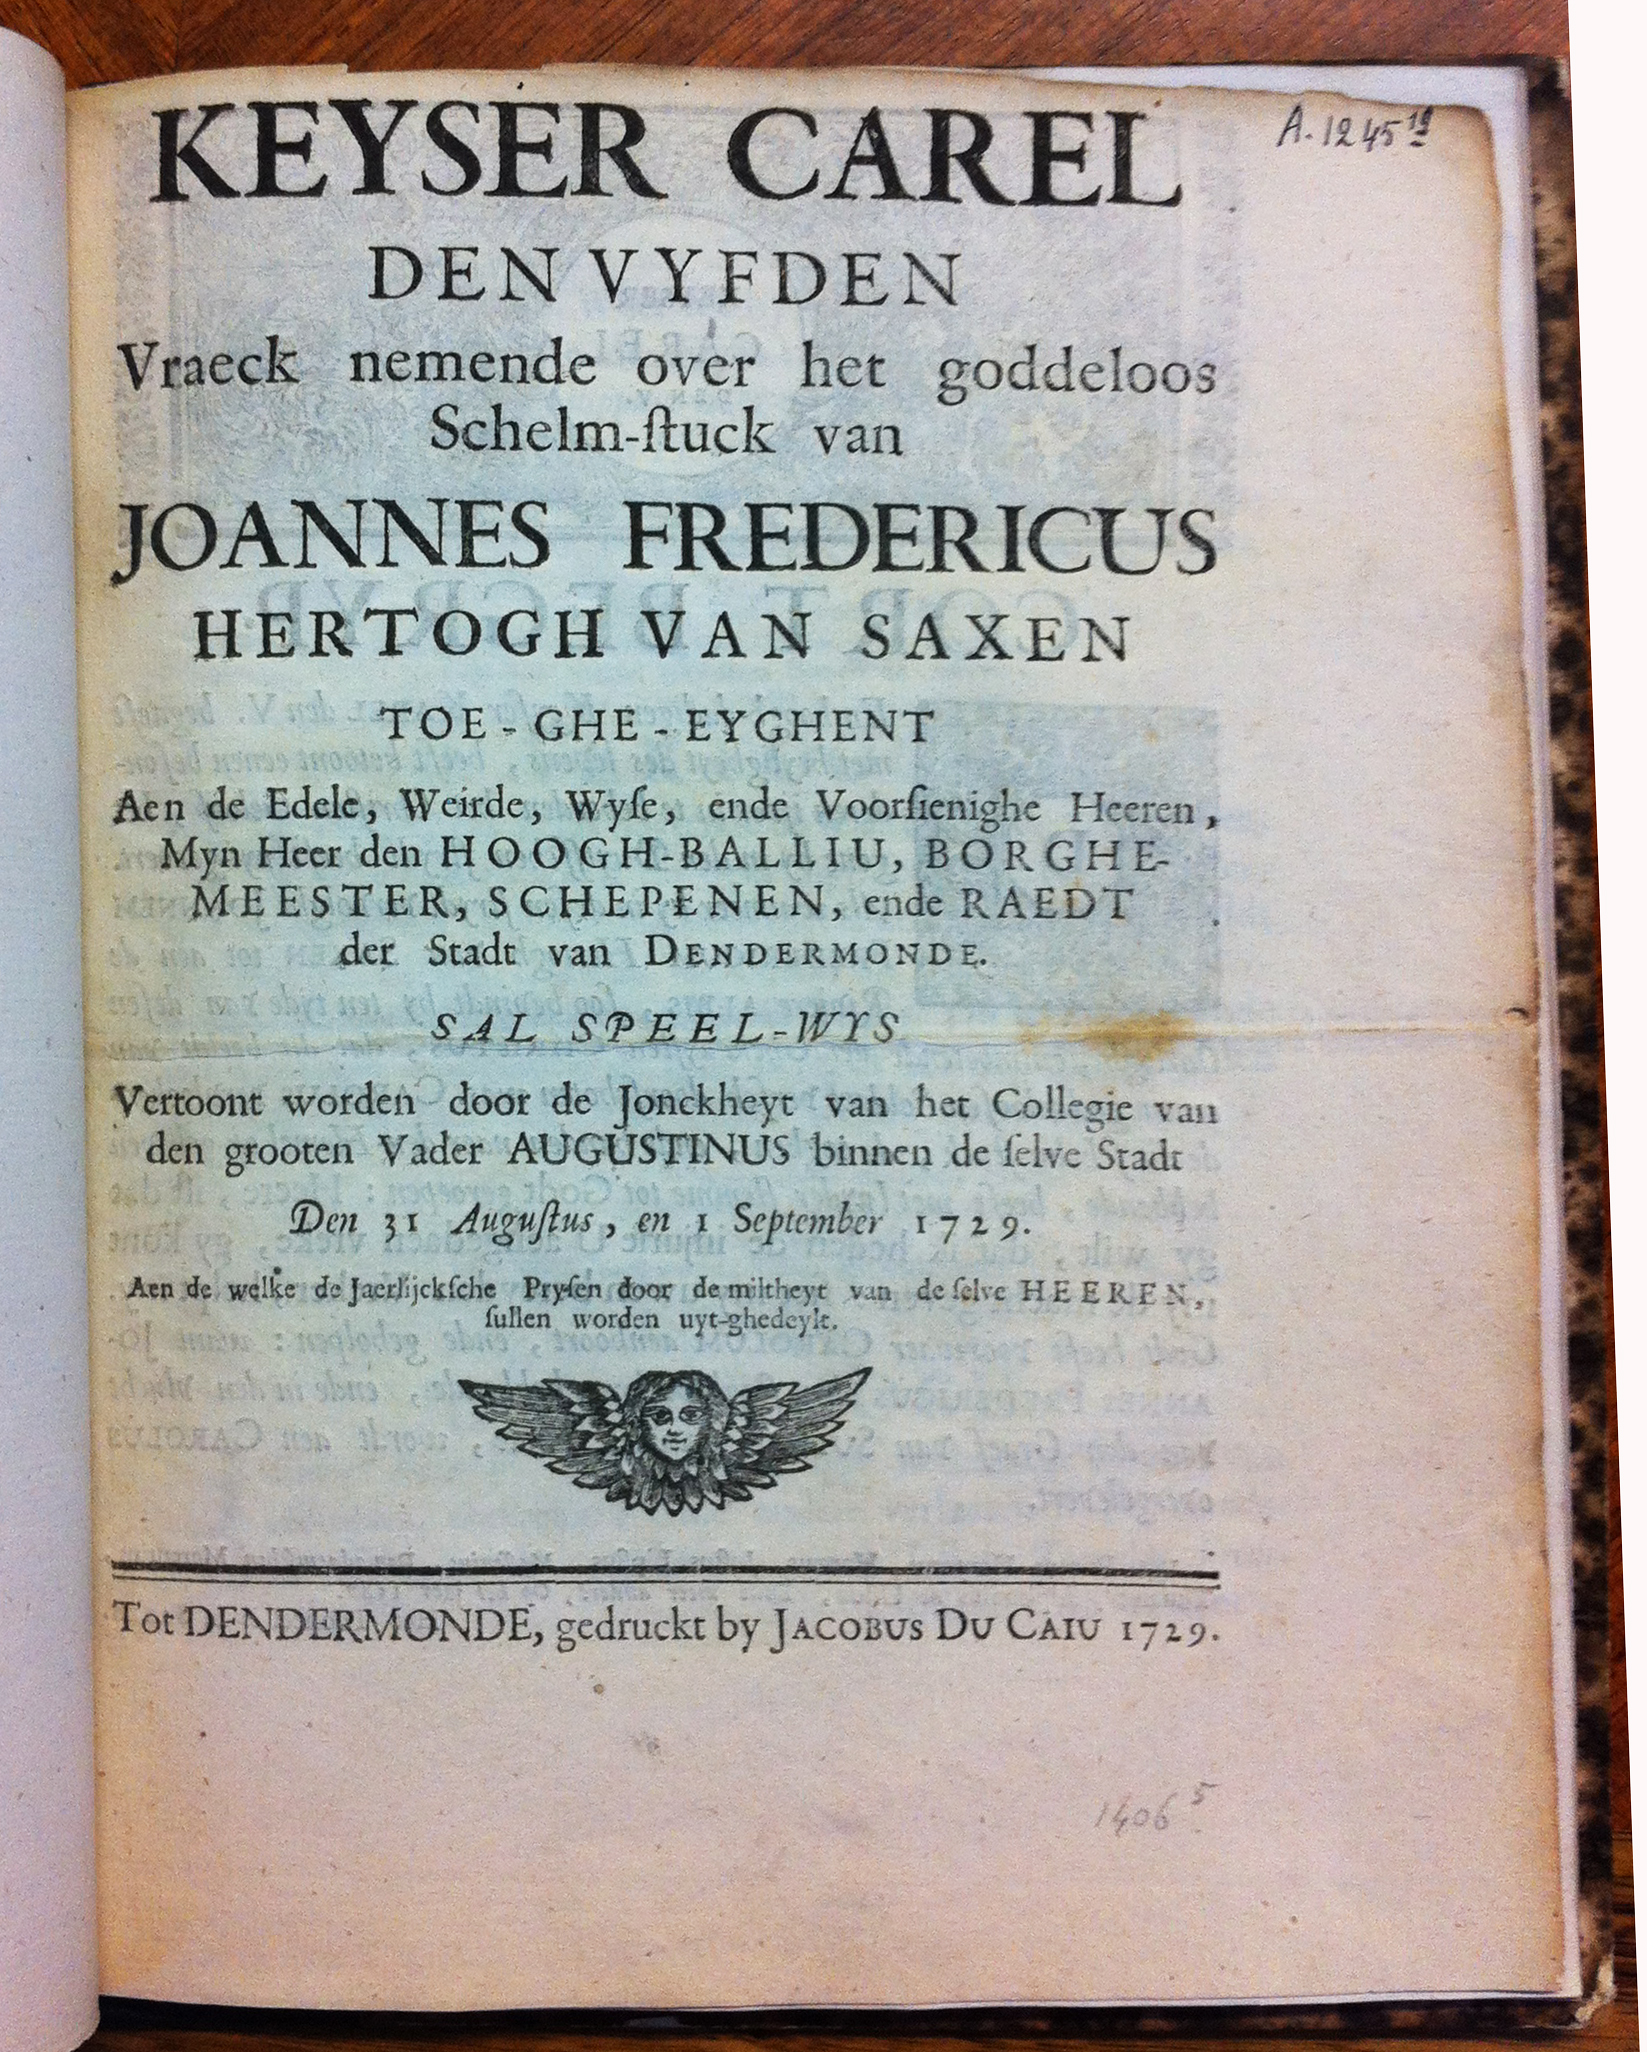 A. 1245 19
KEYSER CAREL
DEN VYFDEN
Vraeck nemende over het goddeloos
Schelm-ſtuck van
JOANNES FREDERICUS
HERTOGH VAN SAXEN
TOE - GHE - EYGHENT
Aen de Edele, Weirde, Wyſe, ende Voorſienighe Heeren,
Myn Heer den HOOGH-BALLIU, BORGHE-
MEESTER, SCHEPENEN, ende RAEDT
der Stadt van DENDERMONDE.
SAL SPEEL-WYS
Vertoont worden door de Jonckheyt van het Collegie van
den grooten Vader AUGUSTINUS binnen de ſelve Stadt
Den 31 Auguſtus, en 1 September 1729.
Aen de welke de Jaerlijckſche Pryſen door de miltheyt van de ſelve HEEREN,
ſullen worden uyt-ghedeylt.
Tot DENDERMONDE, gedruckt by JACOBUS DU CAIU 1729.
1406 5